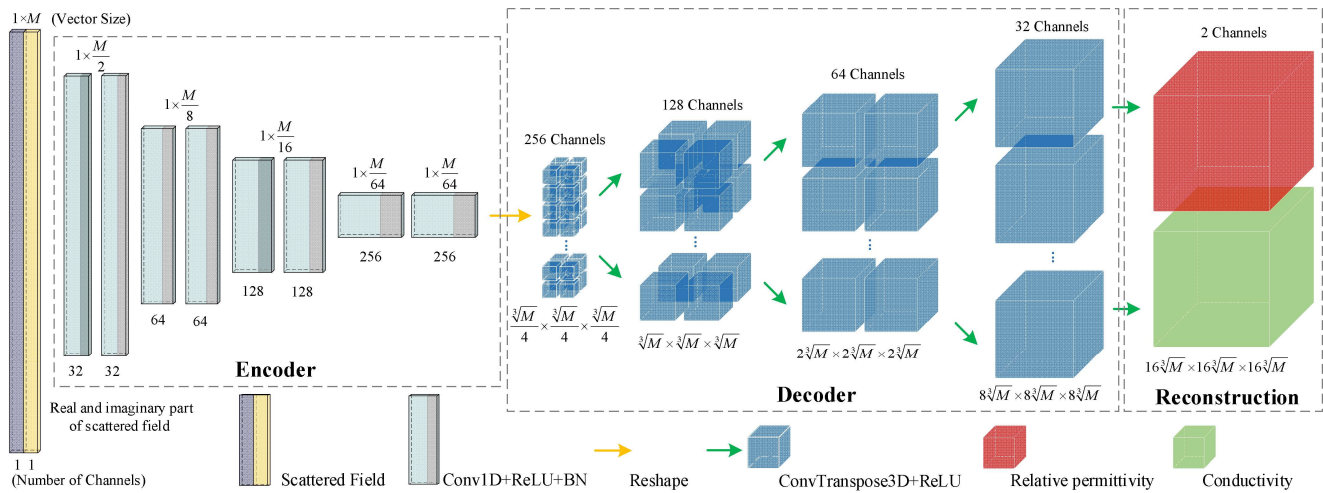 1×M (Vector Size)
1×M/2
1×M/8
1×M/16
1×M/64
1×M/64
32
32
64
64
128
128
256
256
Encoder
Real and imaginary part
of scattered field
1 1
(Number of Channels)
256 Channels
128 Channels
64 Channels
32 Channels
2 Channels
∛M/4×∛M/4×∛M/4
∛M×∛M×∛M
2∛M×2∛M×2∛M
8∛M×8∛M×8∛M
16∛M×16∛M×16∛M
Decoder
Reconstruction
Scattered Field
Conv1D+ReLU+BN
Reshape
ConvTranspose3D+ReLU
Relative permittivity
Conductivity